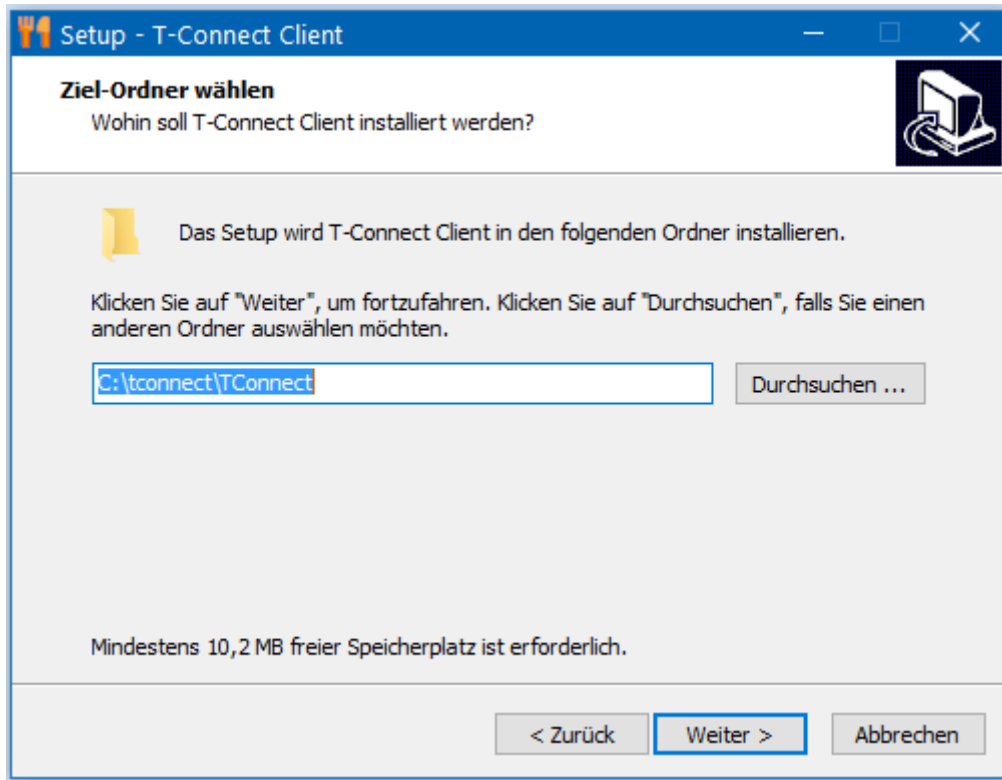 Setup - T-Connect Client
Ziel-Ordner wählen
Wohin soll T-Connect Client installiert werden?
Das Setup wird T-Connect Client in den folgenden Ordner installieren.
Klicken Sie auf "Weiter", um fortzufahren. Klicken Sie auf "Durchsuchen", falls Sie einen
anderen Ordner auswählen möchten.
C:\tconnect\TConnect
Durchsuchen ...
Mindestens 10,2 MB freier Speicherplatz ist erforderlich.
< Zurück
Weiter >
Abbrechen